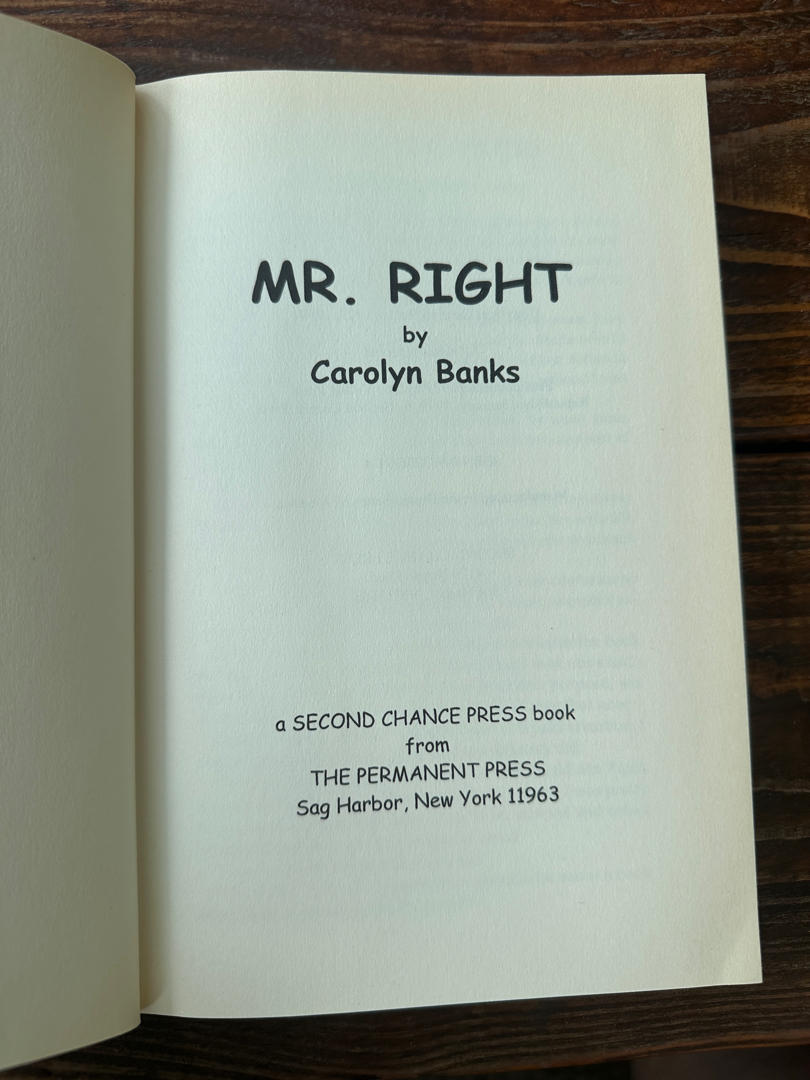 MR. RIGHT
by
Carolyn Banks
a SECOND CHANCE PRESS book
from
THE PERMANENT PRESS
Sag Harbor, New York 11963